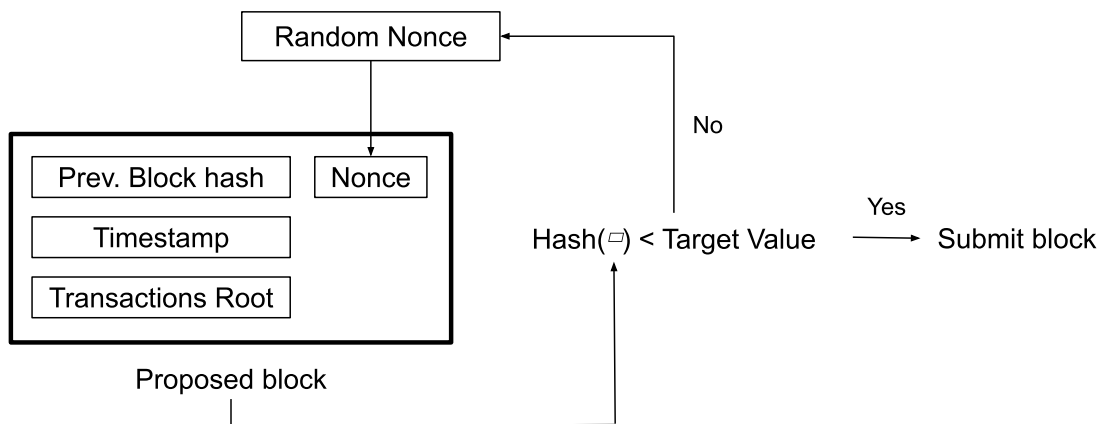 Random Nonce
No
Prev. Block hash
Nonce
Timestamp
Yes
Hash(▱) < Target Value
Submit block
Transactions Root
Proposed block